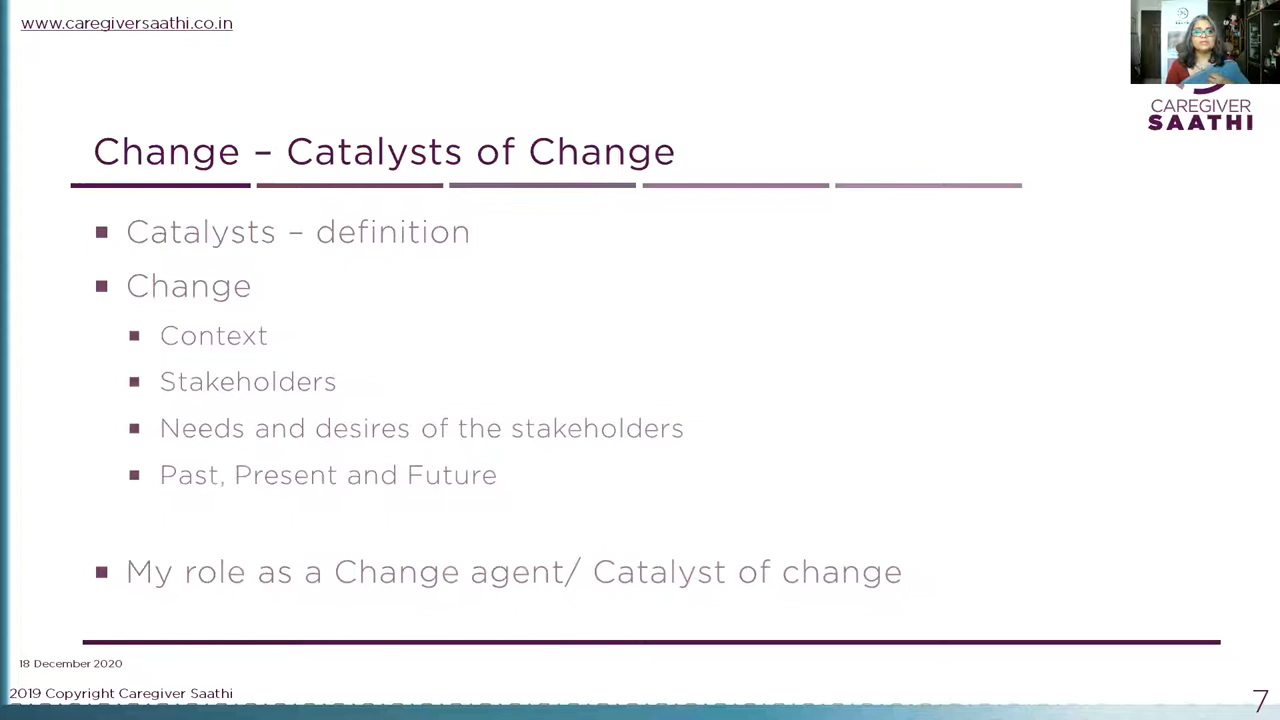 www.caregiversaathi.co.in
CAREGIVER
SAATHI
Change – Catalysts of Change
Catalysts – definition
Change
Context
Stakeholders
Needs and desires of the stakeholders
Past, Present and Future
My role as a Change agent/ Catalyst of change
18 December 2020
2019 Copyright Caregiver Saathi
7